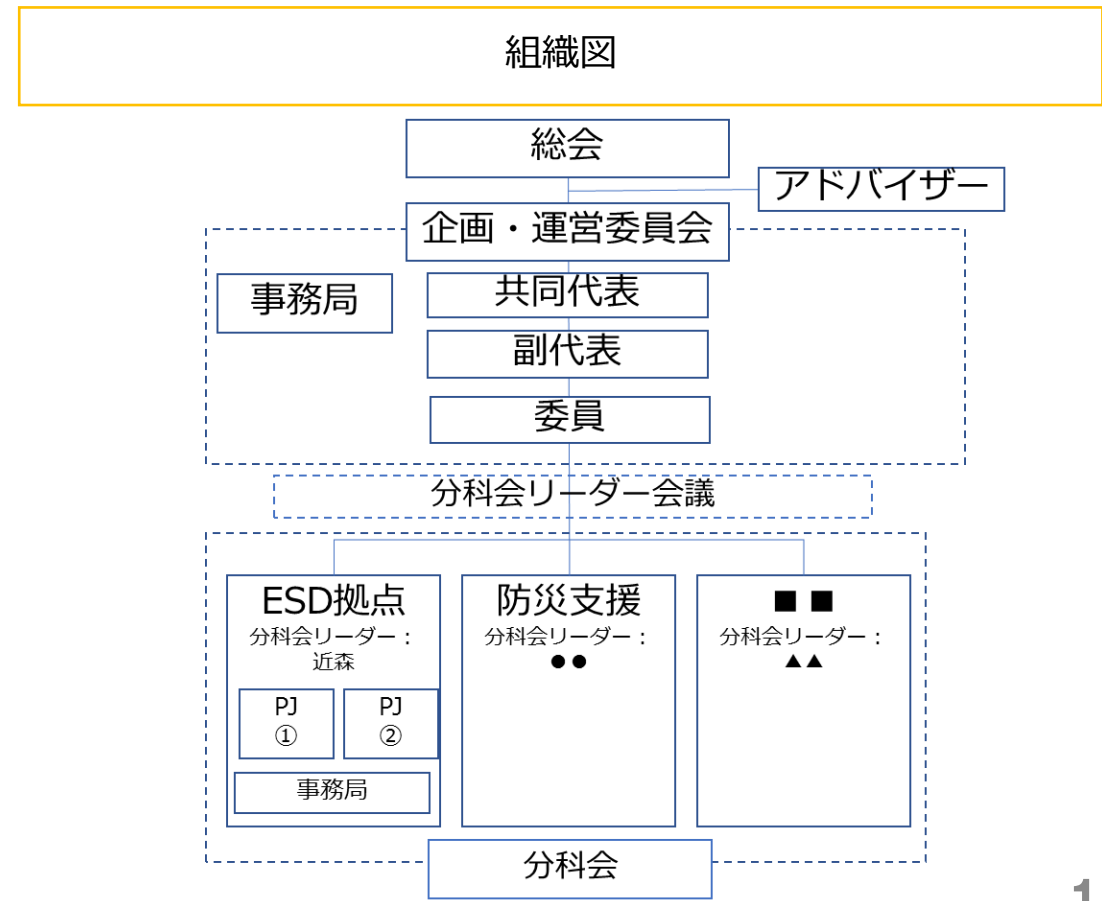 組織図
総会
アドバイザー
企画・運営委員会
事務局
共同代表
副代表
委員
分科会リーダー会議
ESD拠点
分科会リーダー：
近森
PJ
①
PJ
②
事務局
防災支援
分科会リーダー：
●●
■ ■
分科会リーダー：
▲▲
分科会
1